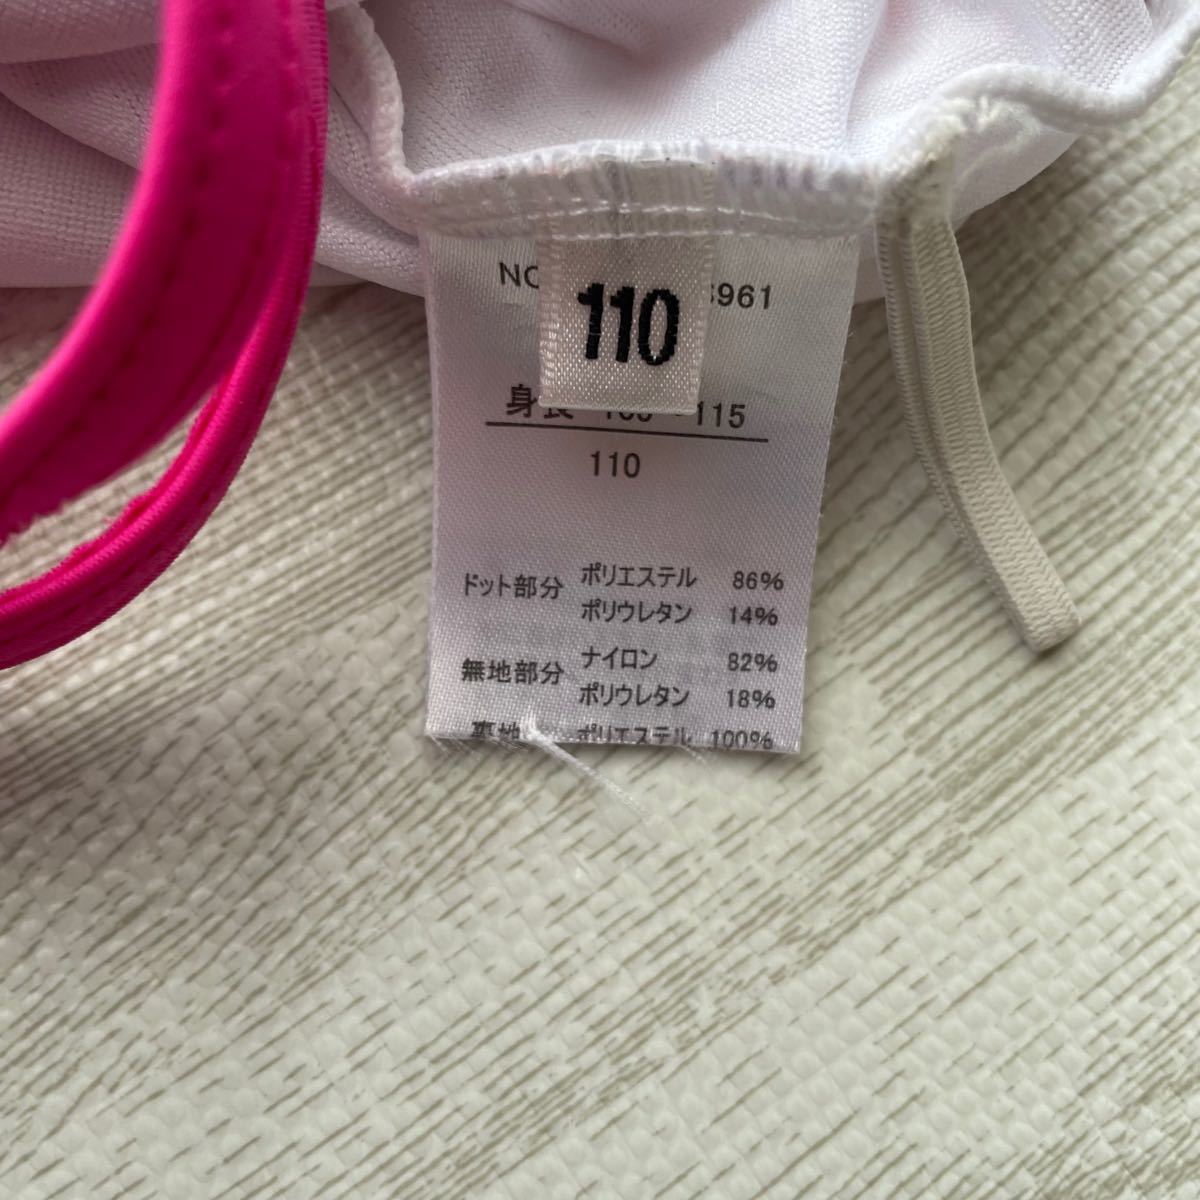 NO 961
110
身長 115
110
ドット部分 ポリエステル 86%
ポリウレタン 14%
無地部分 ナイロン 82%
ポリウレタン 18%
裏地 ポリエステル 100%